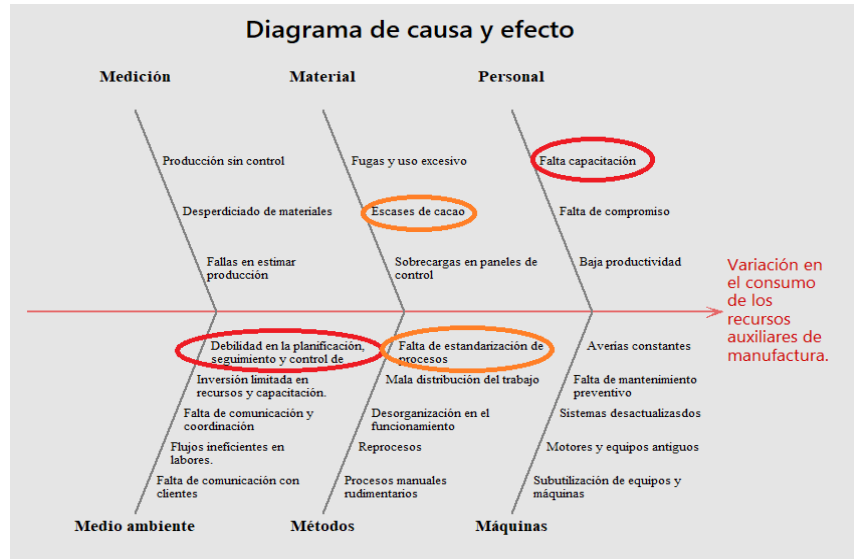 Diagrama de causa y efecto
Medición
Material
Personal
Producción sin control
Fugas y uso excesivo
Falta capacitación
Desperdiciado de materiales
Escases de cacao
Falta de compromiso
Fallas en estimar
producción
Sobrecargas en paneles de
control
Baja productividad
Variación en
el consumo
de los
recursos
auxiliares de
manufactura.
Debilidad en la planificación,
seguimiento y control de
Falta de estandarización de
procesos
Averías constantes
Inversión limitada en
recursos y capacitación.
Mala distribución del trabajo
Falta de mantenimiento
preventivo
Falta de comunicación y
coordinación
Desorganización en el
funcionamiento
Sistemas desactualizasdos
Flujos ineficientes en
labores.
Reprocesos
Motores y equipos antiguos
Falta de comunicación con
clientes
Procesos manuales
rudimentarios
Subutilización de equipos y
máquinas
Medio ambiente
Métodos
Máquinas